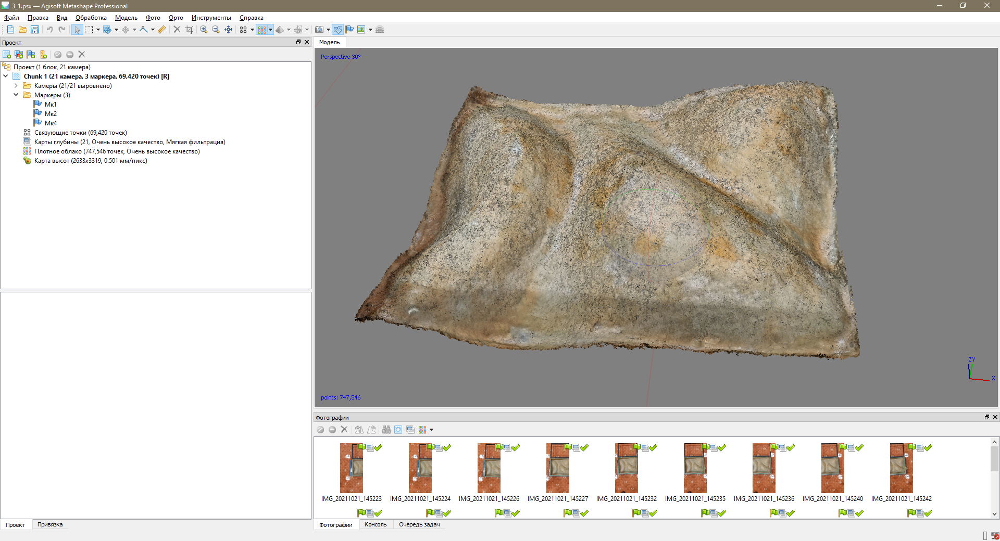 3_1.psx — Agisoft Metashape Professional
Файл Правка Вид Обработка Модель Фото Орто Инструменты Справка
Проект
Проект (1 блок, 21 камера)
Chunk 1 (21 камера, 3 маркера, 69,420 точек) [R]
Камеры (21/21 выровнено)
Маркеры (3)
Мк1
Мк2
Мк4
Связующие точки (69,420 точек)
Карты глубины (21, Очень высокое качество, Мягкая фильтрация)
Плотное облако (747,546 точек, Очень высокое качество)
Карта высот (2633x3319, 0.501 мм/пикс)
Проект Привязка
Модель
Perspective 30°
ZY
X
points: 747,546
Фотографии
IMG_20211021_145223 IMG_20211021_145224 IMG_20211021_145226 IMG_20211021_145227 IMG_20211021_145232 IMG_20211021_145235 IMG_20211021_145236 IMG_20211021_145240 IMG_20211021_145242
Фотографии Консоль Очередь задач